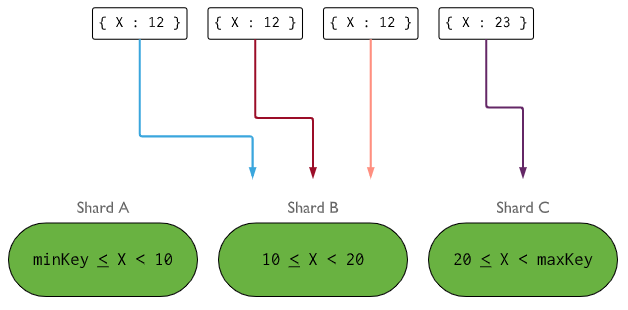 { X : 12 } { X : 12 } { X : 12 } { X : 23 }
Shard A Shard B Shard C
minKey ≤ X < 10 10 ≤ X < 20 20 ≤ X < maxKey